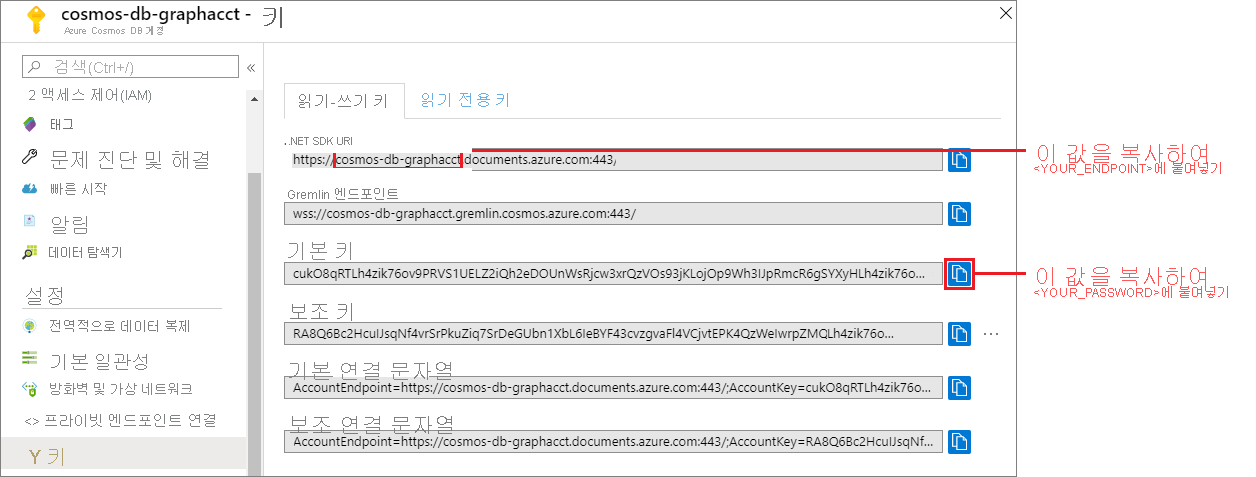 cosmos-db-graphacct - 키
Azure Cosmos DB 계정
검색(Ctrl+/)
«
2 액세스 제어(IAM)
태그
문제 진단 및 해결
빠른 시작
알림
데이터 탐색기
설정
전역적으로 데이터 복제
기본 일관성
방화벽 및 가상 네트워크
<> 프라이빗 엔드포인트 연결
Y 키
읽기-쓰기 키
읽기 전용 키
.NET SDK URI
https://cosmos-db-graphacct.documents.azure.com:443/
이 값을 복사하여
<YOUR_ENDPOINT>에 붙여넣기
Gremlin 엔드포인트
wss://cosmos-db-graphacct.gremlin.cosmos.azure.com:443/
기본 키
cukO8qRTLh4zik76ov9PRVS1UELZ2iQh2eDOUnWsRjcw3xrQzVOs93jKLojOp9Wh3IJpRmcR6gSYXyHLh4zik76o...
이 값을 복사하여
<YOUR_PASSWORD>에 붙여넣기
보조 키
RA8Q6Bc2HcuIJsqNf4vrSrPkuZiq7SrDeGUbn1XbL6IeBYF43cvzgvaFl4VCjvtEPK4QzWeIwrpZMQLh4zik76o...
...
기본 연결 문자열
AccountEndpoint=https://cosmos-db-graphacct.documents.azure.com:443/;AccountKey=cukO8qRTLh4zik76o...
보조 연결 문자열
AccountEndpoint=https://cosmos-db-graphacct.documents.azure.com:443/;AccountKey=RA8Q6Bc2HcuIJsqNf...